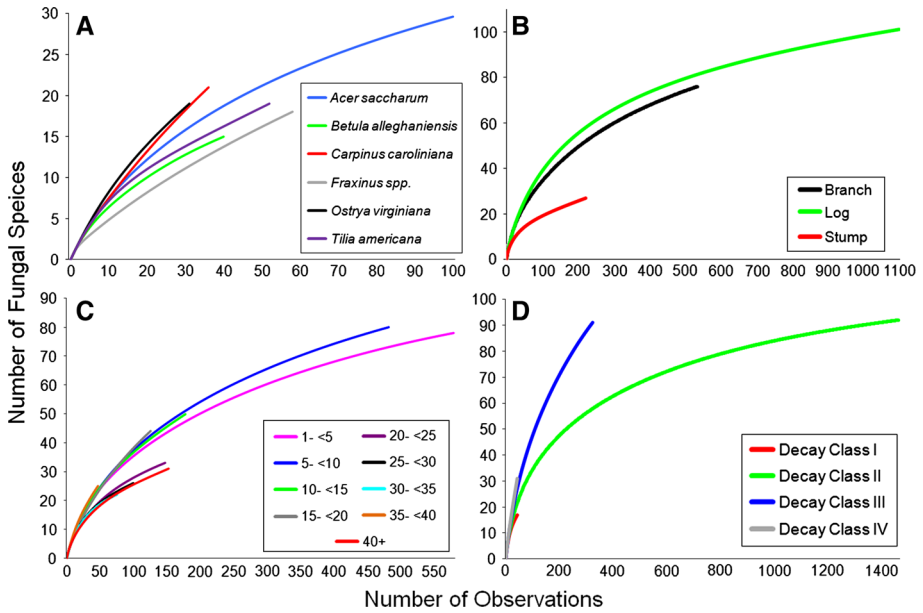 Number of Fungal Speices
A
30
25
20
15
10
5
0
0 10 20 30 40 50 60 70 80 90 100
Acer saccharum
Betula alleghaniensis
Carpinus caroliniana
Fraxinus spp.
Ostrya virginiana
Tilia americana
B
100
80
60
40
20
0
0 100 200 300 400 500 600 700 800 900 1000 1100
Branch
Log
Stump
C
90
80
70
60
50
40
30
20
10
0
0 50 100 150 200 250 300 350 400 450 500 550
1- <5
5- <10
10- <15
15- <20
20- <25
25- <30
30- <35
35- <40
40+
D
100
90
80
70
60
50
40
30
20
10
0
0 200 400 600 800 1000 1200 1400
Decay Class I
Decay Class II
Decay Class III
Decay Class IV
Number of Observations